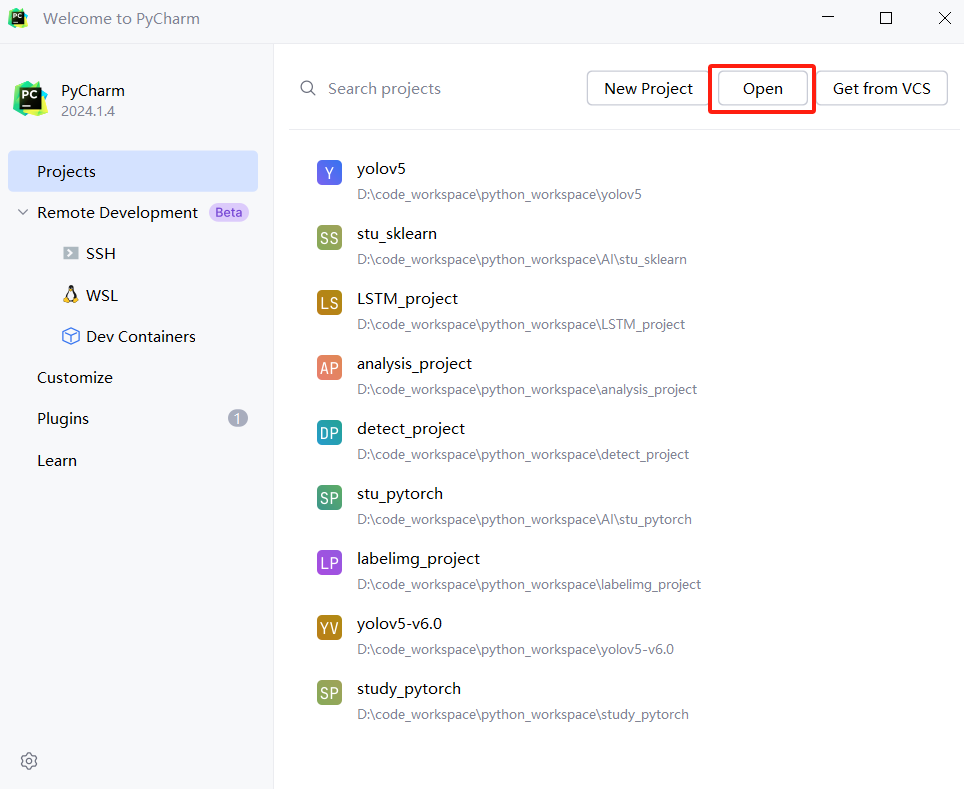 Welcome to PyCharm
PyCharm
2024.1.4
Projects
Remote Development Beta
SSH
WSL
Dev Containers
Customize
Plugins 1
Learn
Search projects
New Project
Open
Get from VCS
Y yolov5
D:\code_workspace\python_workspace\yolov5
SS stu_sklearn
D:\code_workspace\python_workspace\AI\stu_sklearn
LS LSTM_project
D:\code_workspace\python_workspace\LSTM_project
AP analysis_project
D:\code_workspace\python_workspace\analysis_project
DP detect_project
D:\code_workspace\python_workspace\detect_project
SP stu_pytorch
D:\code_workspace\python_workspace\AI\stu_pytorch
LP labelimg_project
D:\code_workspace\python_workspace\labelimg_project
YV yolov5-v6.0
D:\code_workspace\python_workspace\yolov5-v6.0
SP study_pytorch
D:\code_workspace\python_workspace\study_pytorch